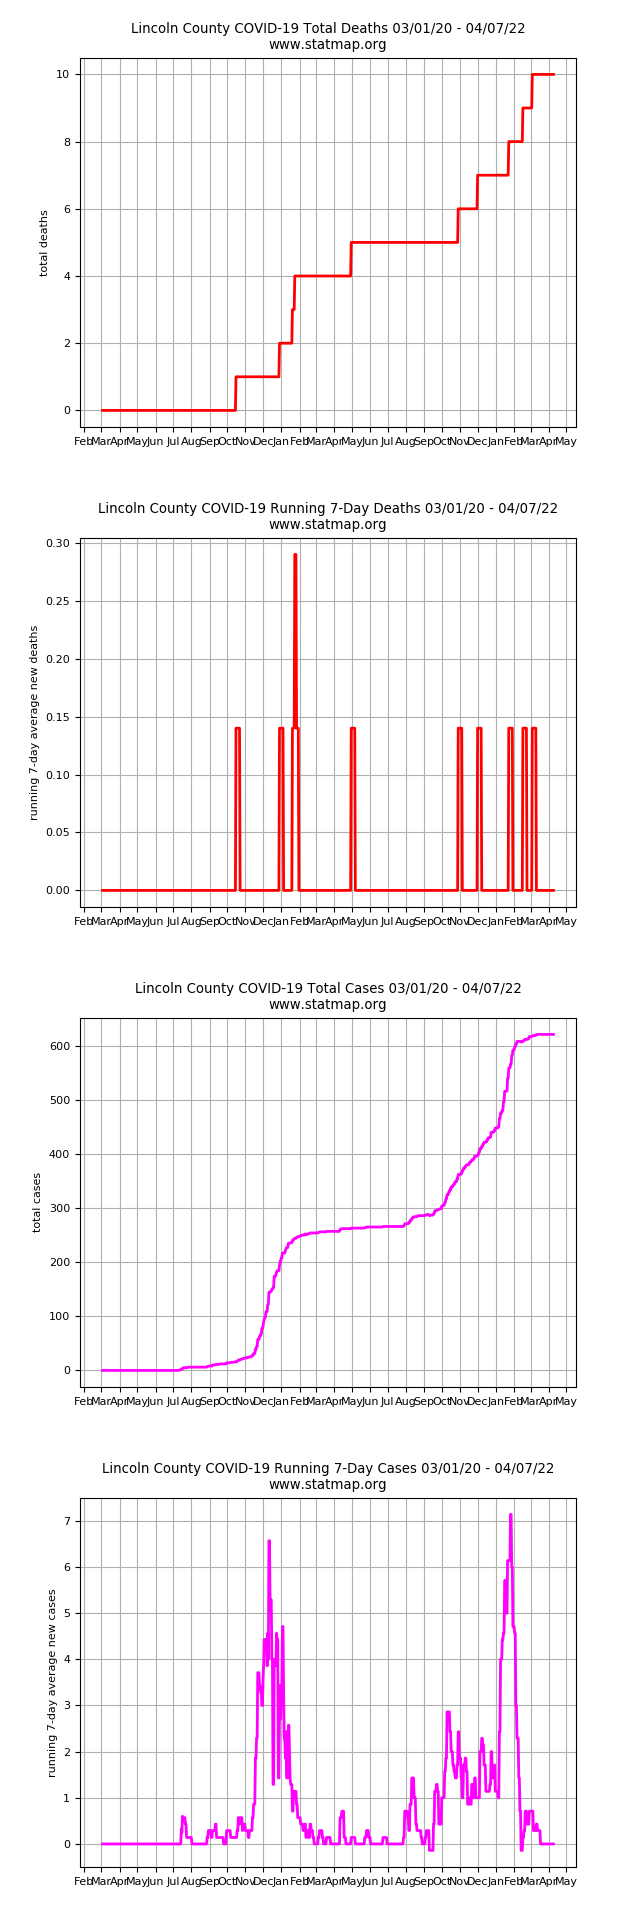 Lincoln County COVID-19 Total Deaths 03/01/20 - 04/07/22
www.statmap.org
10
8
6
4
2
0
total deaths
Feb Mar Apr May Jun Jul Aug Sep Oct Nov Dec Jan Feb Mar Apr May Jun Jul Aug Sep Oct Nov Dec Jan Feb Mar Apr May
Lincoln County COVID-19 Running 7-Day Deaths 03/01/20 - 04/07/22
www.statmap.org
0.30
0.25
0.20
0.15
0.10
0.05
0.00
running 7-day average new deaths
Feb Mar Apr May Jun Jul Aug Sep Oct Nov Dec Jan Feb Mar Apr May Jun Jul Aug Sep Oct Nov Dec Jan Feb Mar Apr May
Lincoln County COVID-19 Total Cases 03/01/20 - 04/07/22
www.statmap.org
600
500
400
300
200
100
0
total cases
Feb Mar Apr May Jun Jul Aug Sep Oct Nov Dec Jan Feb Mar Apr May Jun Jul Aug Sep Oct Nov Dec Jan Feb Mar Apr May
Lincoln County COVID-19 Running 7-Day Cases 03/01/20 - 04/07/22
www.statmap.org
7
6
5
4
3
2
1
0
running 7-day average new cases
Feb Mar Apr May Jun Jul Aug Sep Oct Nov Dec Jan Feb Mar Apr May Jun Jul Aug Sep Oct Nov Dec Jan Feb Mar Apr May